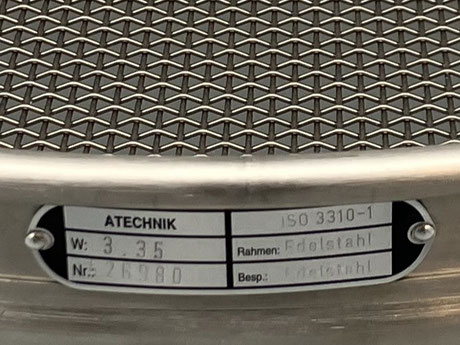 ATECHNIK
W: 3.35
Nr.: 26980
ISO 3310-1
Rahmen: Edelstahl
Besp.: Edelstahl